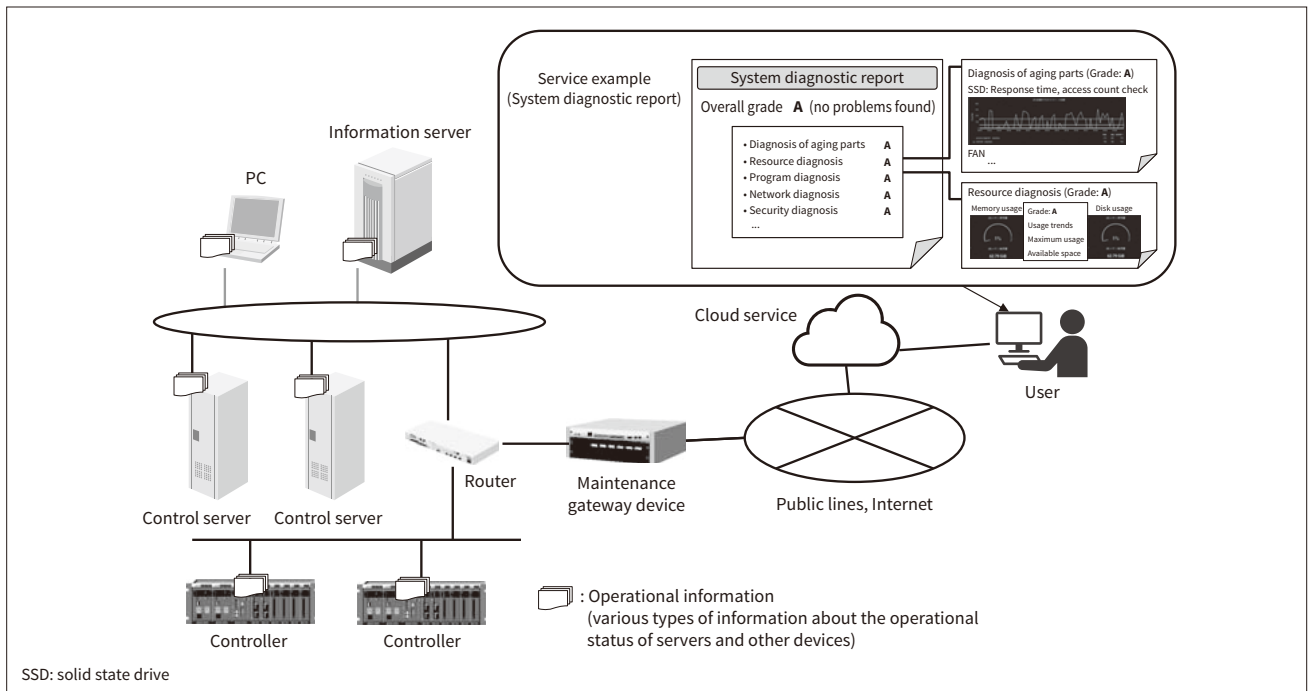 Service example
(System diagnostic report)
System diagnostic report
Overall grade A (no problems found)
• Diagnosis of aging parts A
• Resource diagnosis A
• Program diagnosis A
• Network diagnosis A
• Security diagnosis A
...
Diagnosis of aging parts (Grade: A)
SSD: Response time, access count check
FAN
...
Resource diagnosis (Grade: A)
Memory usage
Grade: A
Usage trends
Maximum usage
Available space
Disk usage
Information server
PC
Cloud service
User
Router
Maintenance
gateway device
Public lines, Internet
Control server
Control server
Controller
Controller
: Operational information
(various types of information about the operational
status of servers and other devices)
SSD: solid state drive